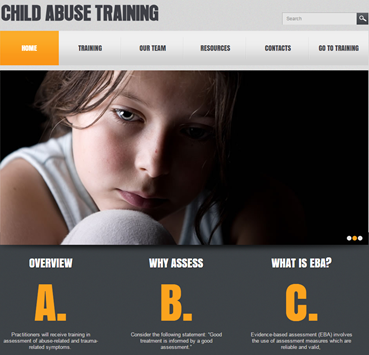 CHILD ABUSE TRAINING
Search
HOME
TRAINING
OUR TEAM
RESOURCES
CONTACTS
GO TO TRAINING
OVERVIEW
A.
Practitioners will receive training in
assessment of abuse-related and trauma-
related symptoms.
WHY ASSESS
B.
Consider the following statement: "Good
treatment is informed by a good
assessment."
WHAT IS EBA?
C.
Evidence-based assessment (EBA) involves
the use of assessment measures which are
reliable and valid.